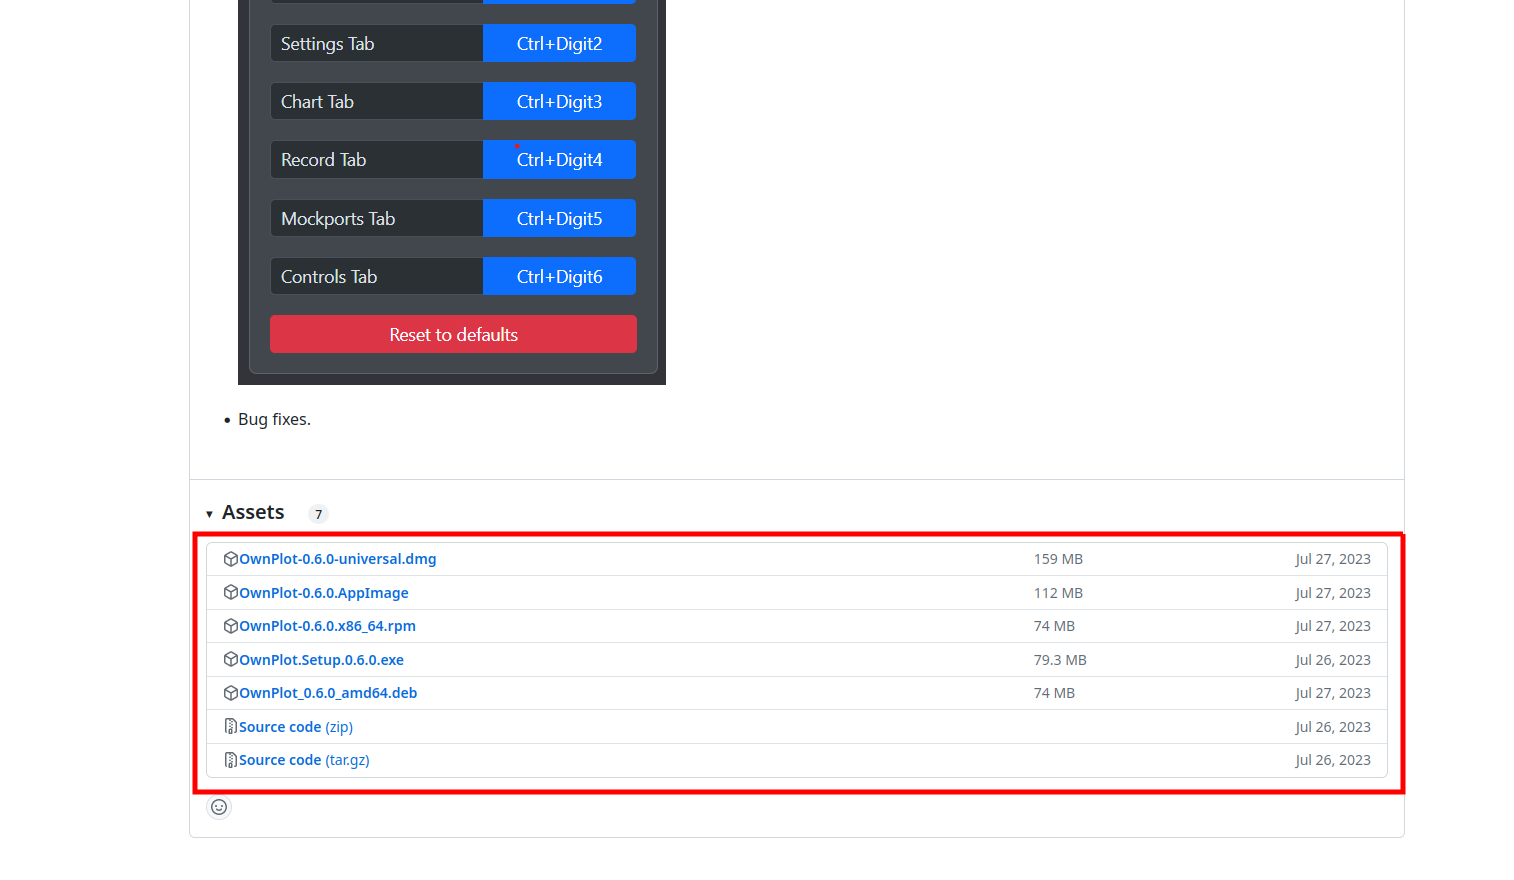 Settings Tab Ctrl+Digit2
Chart Tab Ctrl+Digit3
Record Tab Ctrl+Digit4
Mockports Tab Ctrl+Digit5
Controls Tab Ctrl+Digit6
Reset to defaults
• Bug fixes.
▾ Assets 7
OwnPlot-0.6.0-universal.dmg 159 MB Jul 27, 2023
OwnPlot-0.6.0.AppImage 112 MB Jul 27, 2023
OwnPlot-0.6.0.x86_64.rpm 74 MB Jul 27, 2023
OwnPlot.Setup.0.6.0.exe 79.3 MB Jul 26, 2023
OwnPlot_0.6.0_amd64.deb 74 MB Jul 27, 2023
Source code (zip) Jul 26, 2023
Source code (tar.gz) Jul 26, 2023